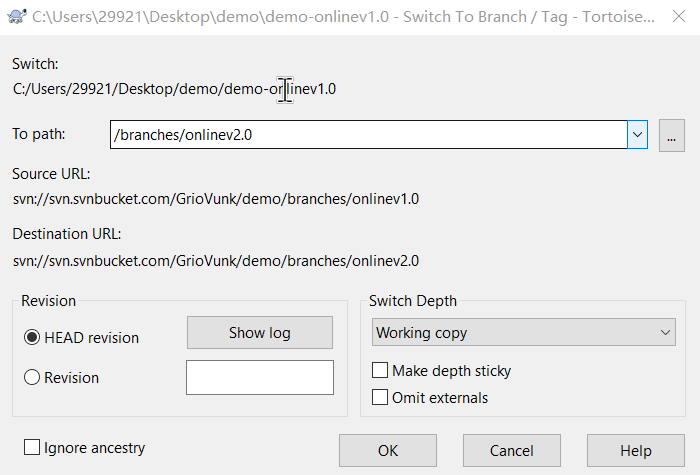 C:\Users\29921\Desktop\demo\demo-onlinev1.0 - Switch To Branch / Tag - Tortoise...
Switch:
C:/Users/29921/Desktop/demo/demo-onlinev1.0
To path:
/branches/onlinev2.0
...
Source URL:
svn://svn.svnbucket.com/GrioVunk/demo/branches/onlinev1.0
Destination URL:
svn://svn.svnbucket.com/GrioVunk/demo/branches/onlinev2.0
Revision
Switch Depth
HEAD revision
Show log
Working copy
Revision
Make depth sticky
Omit externals
Ignore ancestry
OK
Cancel
Help